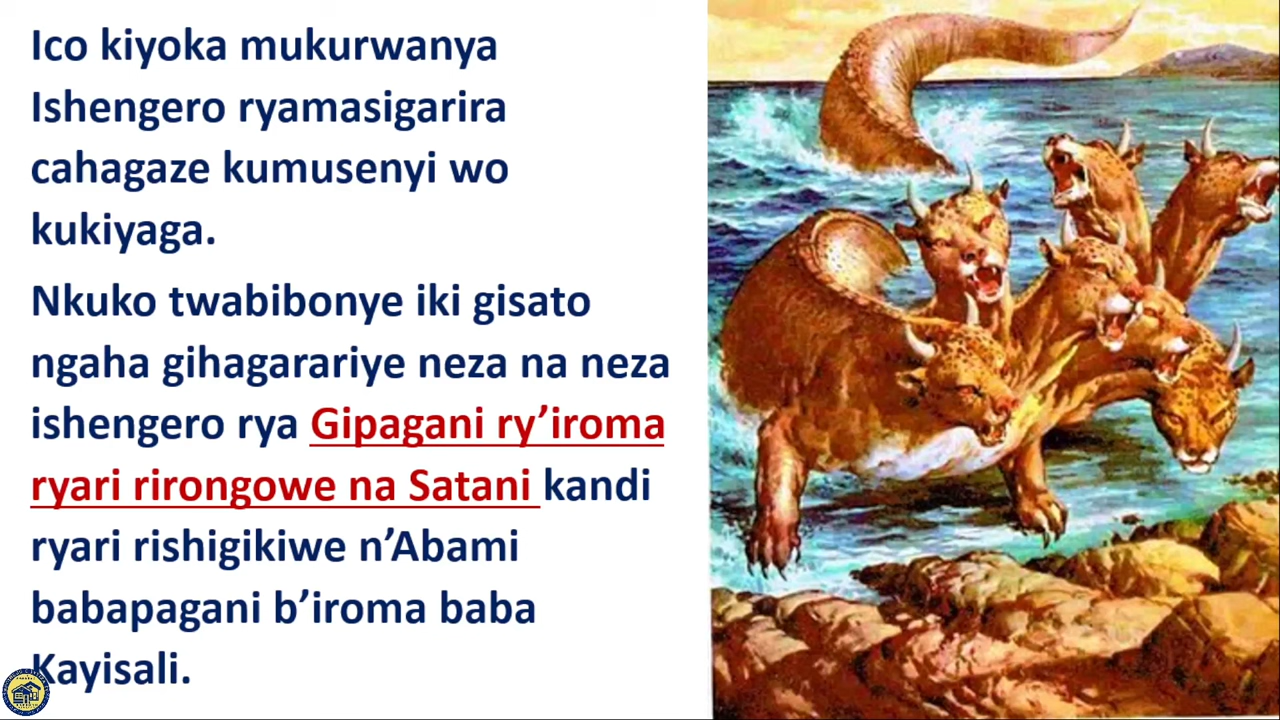 Ico kiyoka mukurwanya
Ishengero ryamasigarira
cahagaze kumusenyi wo
kukiyaga.
Nkuko twabibonye iki gisato
ngaha gihagarariye neza na neza
ishengero rya Gipagani ry’iroma
ryari rirongowe na Satani kandi
ryari rishigikiwe n’Abami
babapagani b’iroma baba
Kayisali.